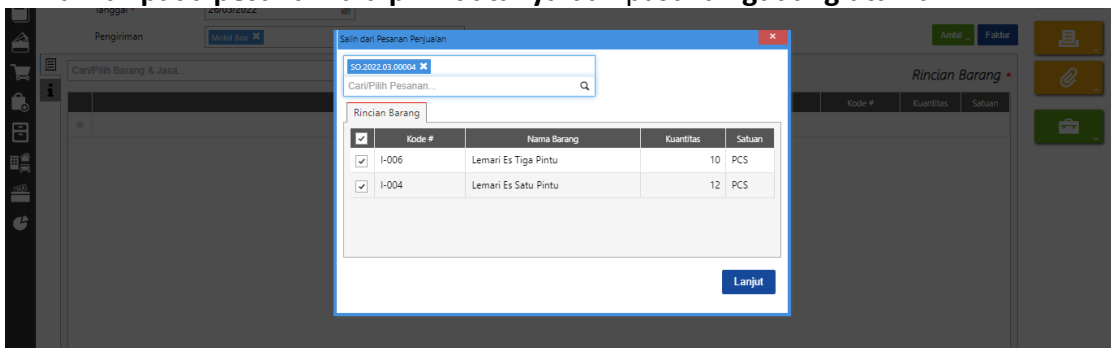 Tanggal * 26/03/2022
Pengiriman Mobil Box ✖
Ambil Faktur
Cari/Pilih Barang & Jasa...
Rincian Barang *
Kode # Kuantitas Satuan
Salin dari Pesanan Penjualan
SO.2022.03.00004 ✖
Cari/Pilih Pesanan...
Rincian Barang
Kode # Nama Barang Kuantitas Satuan
I-006 Lemari Es Tiga Pintu 10 PCS
I-004 Lemari Es Satu Pintu 12 PCS
Lanjut